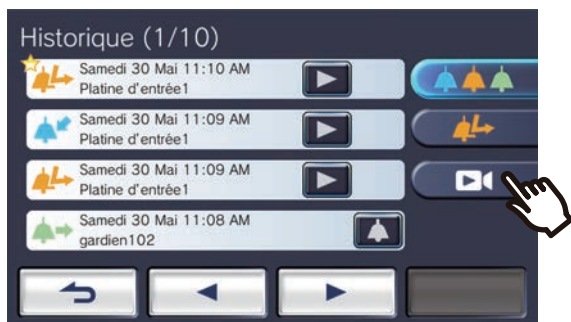 Historique (1/10)
Samedi 30 Mai 11:10 AM
Platine d'entrée1
Samedi 30 Mai 11:09 AM
Platine d'entrée1
Samedi 30 Mai 11:09 AM
Platine d'entrée1
Samedi 30 Mai 11:08 AM
gardien102